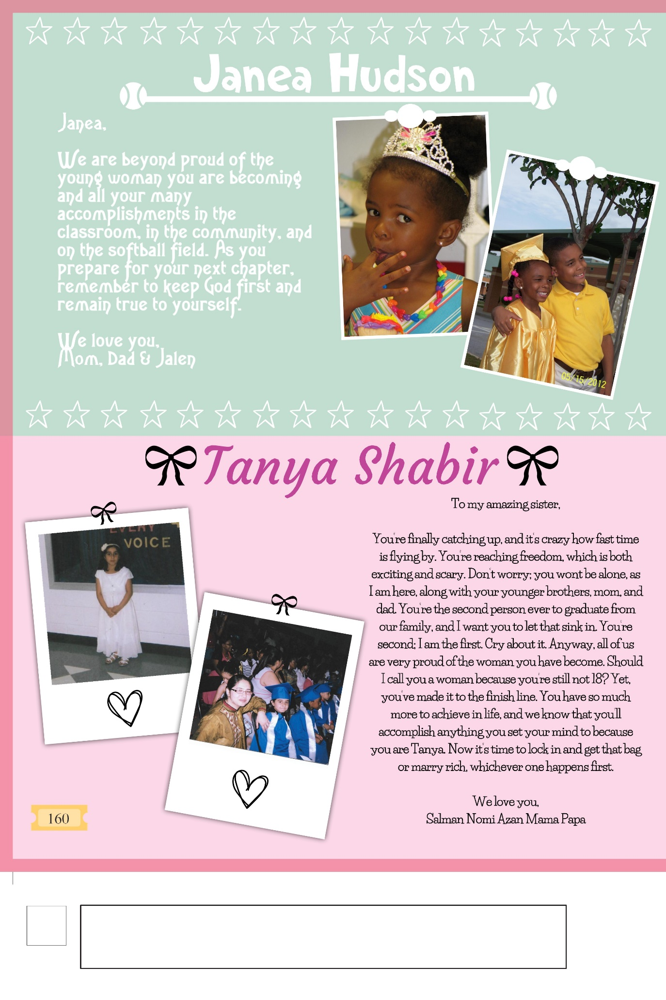 Janea Hudson
Janea,
We are beyond proud of the
young woman you are becoming
and all your many
accomplishments in the
classroom, in the community, and
on the softball field. As you
prepare for your next chapter,
remember to keep God first and
remain true to yourself.
We love you,
Mom, Dad & Jalen
05/15/2012
Tanya Shabir
EVERY
VOICE
To my amazing sister,
You're finally catching up, and it's crazy how fast time
is flying by. You're reaching freedom, which is both
exciting and scary. Don't worry; you wont be alone, as
I am here, along with your younger brothers, mom, and
dad. You're the second person ever to graduate from
our family, and I want you to let that sink in. You're
second; I am the first. Cry about it. Anyway, all of us
are very proud of the woman you have become. Should
I call you a woman because you're still not 18? Yet,
you've made it to the finish line. You have so much
more to achieve in life, and we know that you'll
accomplish anything you set your mind to because
you are Tanya. Now it's time to lock in and get that bag
or marry rich, whichever one happens first.
We love you,
Salman Nomi Azan Mama Papa
160